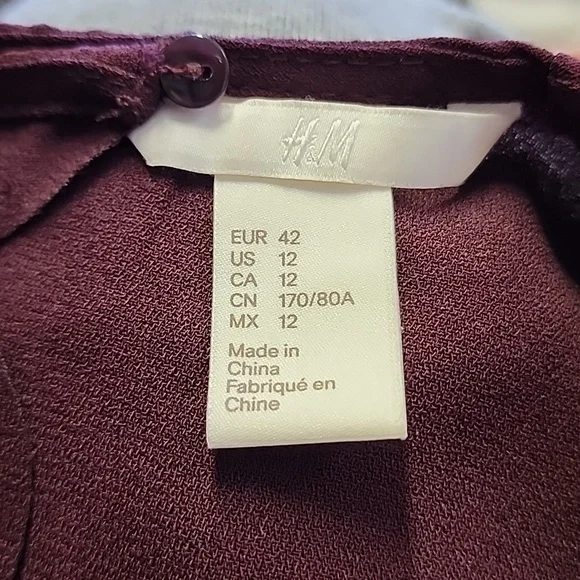 H&M
EUR 42
US 12
CA 12
CN 170/80A
MX 12
Made in
China
Fabriqué en
Chine